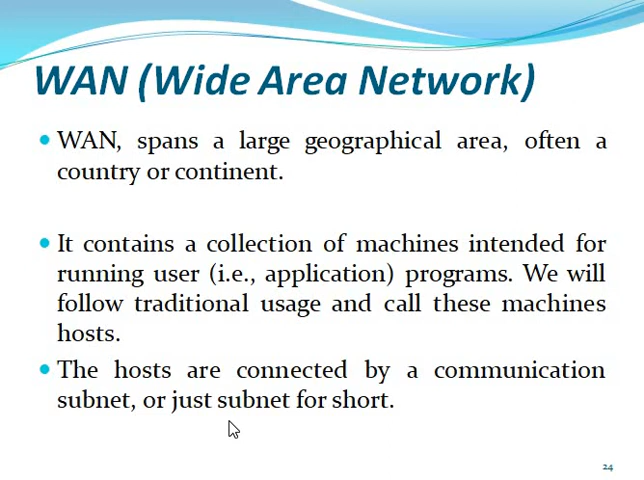 WAN (Wide Area Network)
WAN, spans a large geographical area, often a
country or continent.
It contains a collection of machines intended for
running user (i.e., application) programs. We will
follow traditional usage and call these machines
hosts.
The hosts are connected by a communication
subnet, or just subnet for short.
24